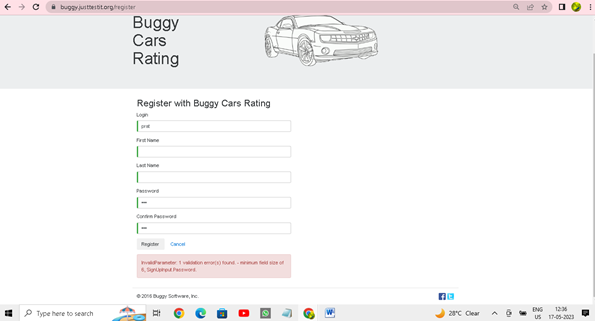 buggy.justtestit.org/register
Buggy
Cars
Rating
Register with Buggy Cars Rating
Login
prat
First Name
Last Name
Password
•••
Confirm Password
•••
Register Cancel
InvalidParameter: 1 validation error(s) found. - minimum field size of
6, SignUpInput.Password.
© 2016 Buggy Software, Inc.
Type here to search
28°C Clear
ENG
US
12:36
17-05-2023